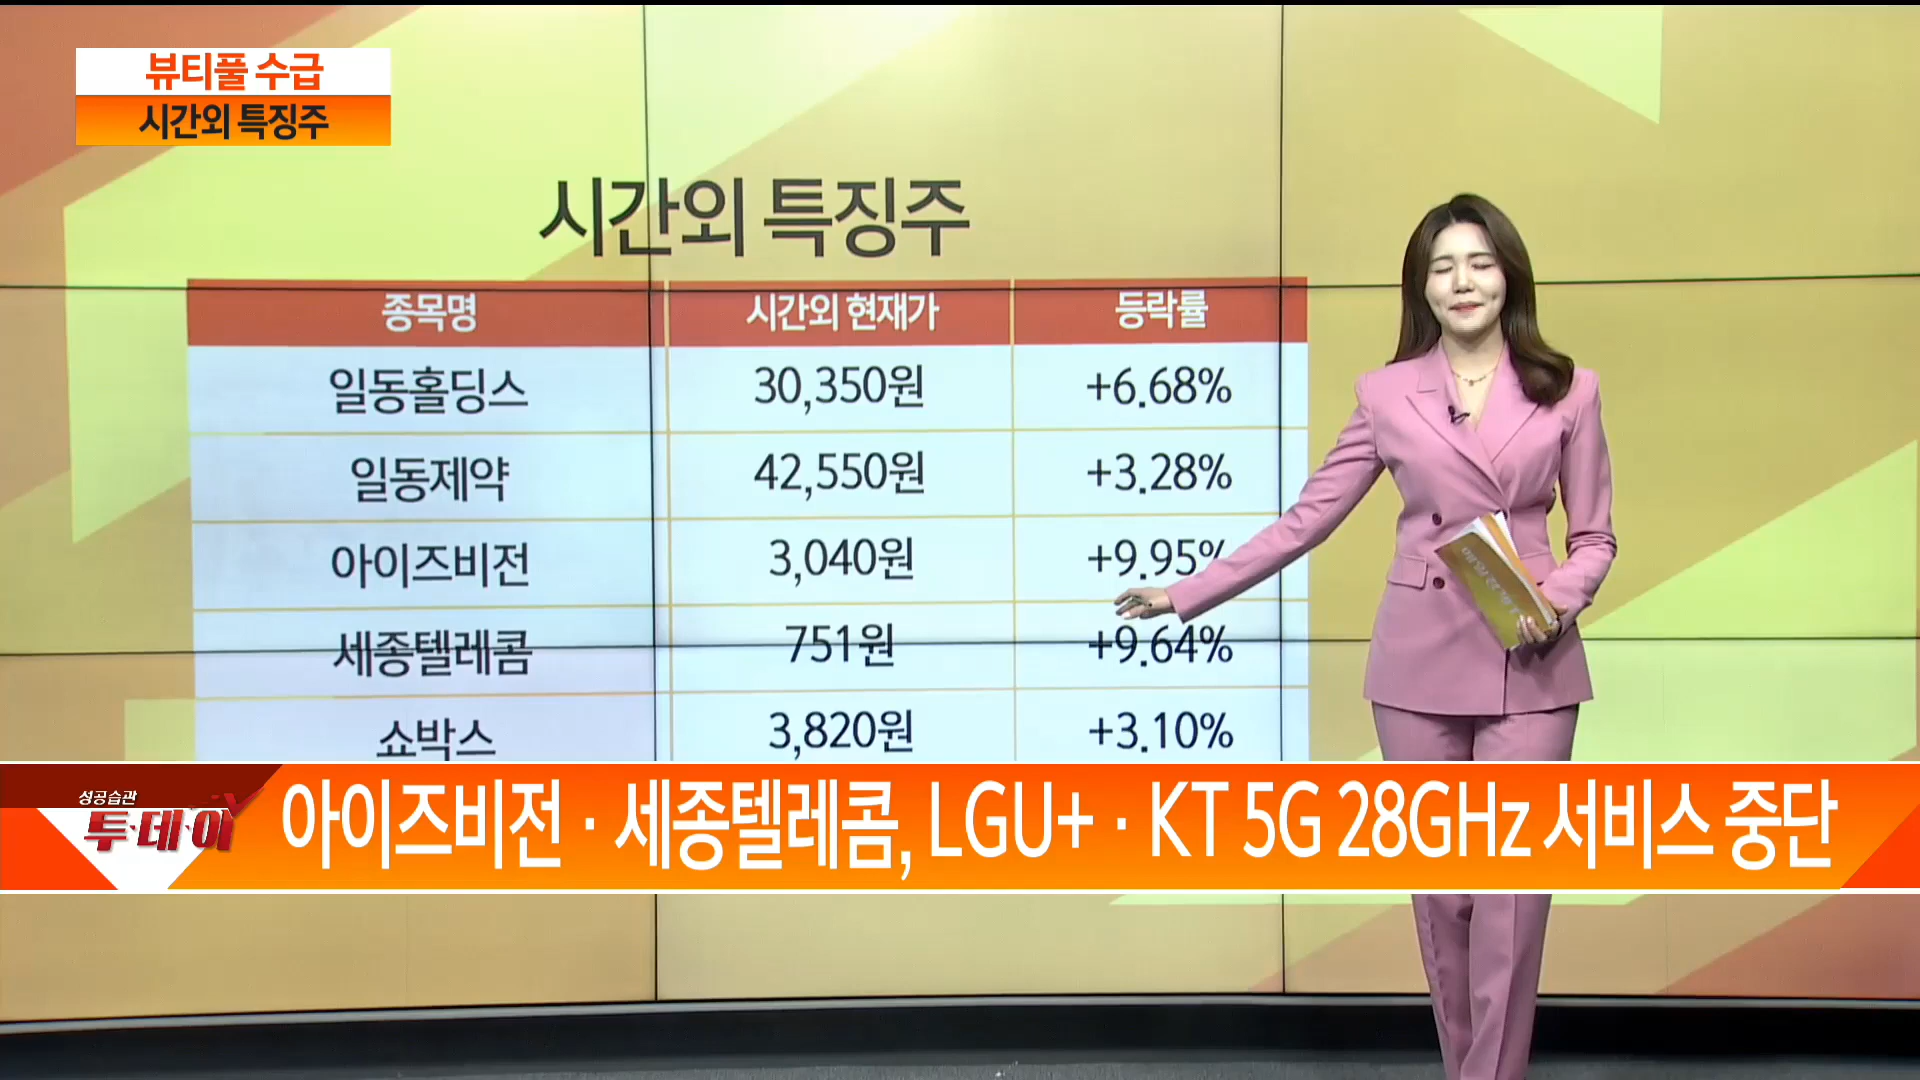 뷰티풀 수급
시간외 특징주
시간외 특징주
종목명 시간외 현재가 등락률
일동홀딩스 30,350원 +6.68%
일동제약 42,550원 +3.28%
아이즈비전 3,040원 +9.95%
세종텔레콤 751원 +9.64%
쇼박스 3,820원 +3.10%
성공습관
투·데·이
아이즈비전 · 세종텔레콤, LGU+ · KT 5G 28GHz 서비스 중단